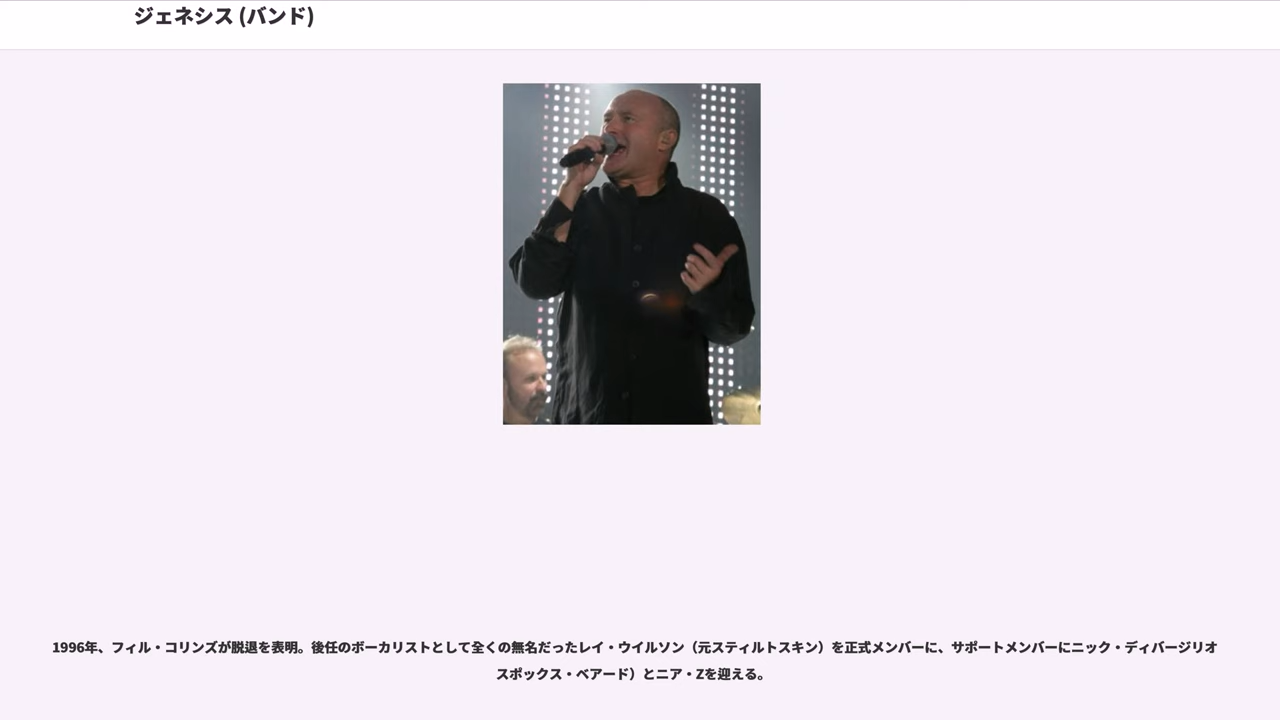 ジェネシス (バンド)
1996年、フィル・コリンズが脱退を表明。後任のボーカリストとして全くの無名だったレイ・ウイルソン（元スティルトスキン）を正式メンバーに、サポートメンバーにニック・ディバージリオ
スポックス・ベアード）とニア・Zを迎える。